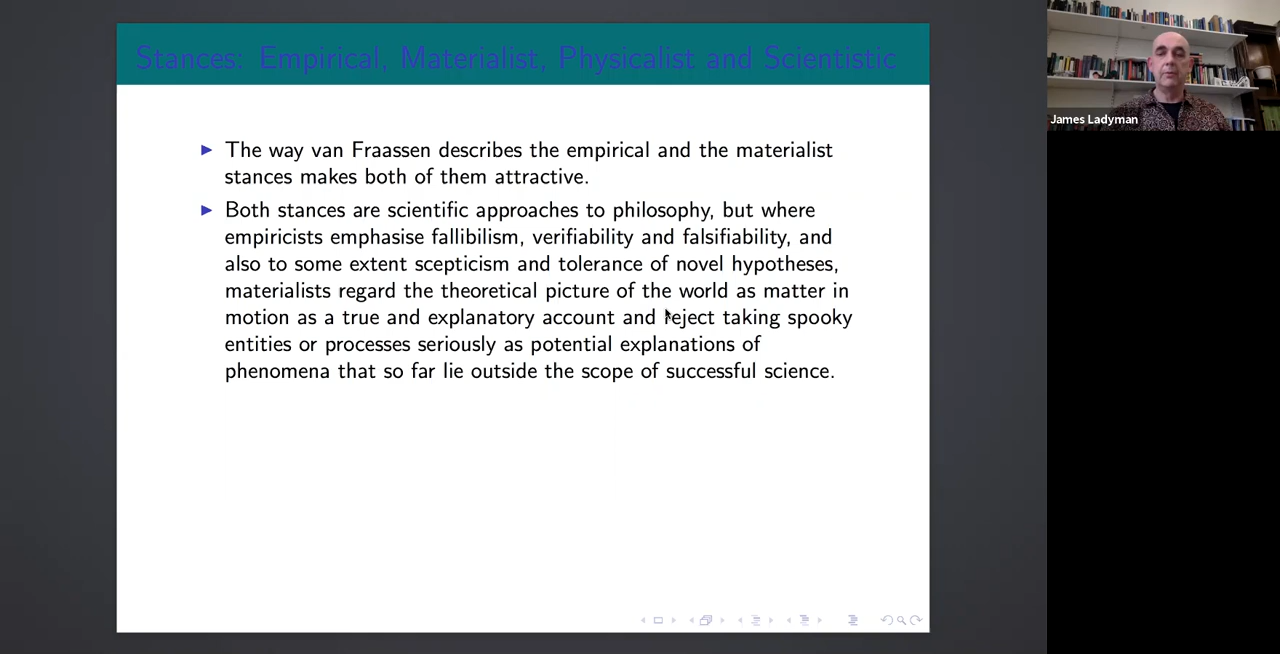 Stances: Empirical, Materialist, Physicalist and Scientistic
James Ladyman
The way van Fraassen describes the empirical and the materialist
stances makes both of them attractive.
Both stances are scientific approaches to philosophy, but where
empiricists emphasise fallibilism, verifiability and falsifiability, and
also to some extent scepticism and tolerance of novel hypotheses,
materialists regard the theoretical picture of the world as matter in
motion as a true and explanatory account and reject taking spooky
entities or processes seriously as potential explanations of
phenomena that so far lie outside the scope of successful science.